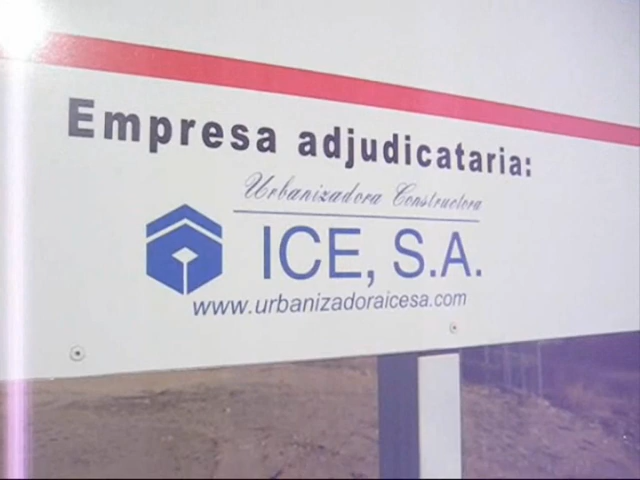 Empresa adjudicataria:
Urbanizadora Constructora
ICE, S.A.
www.urbanizadoraicesa.com